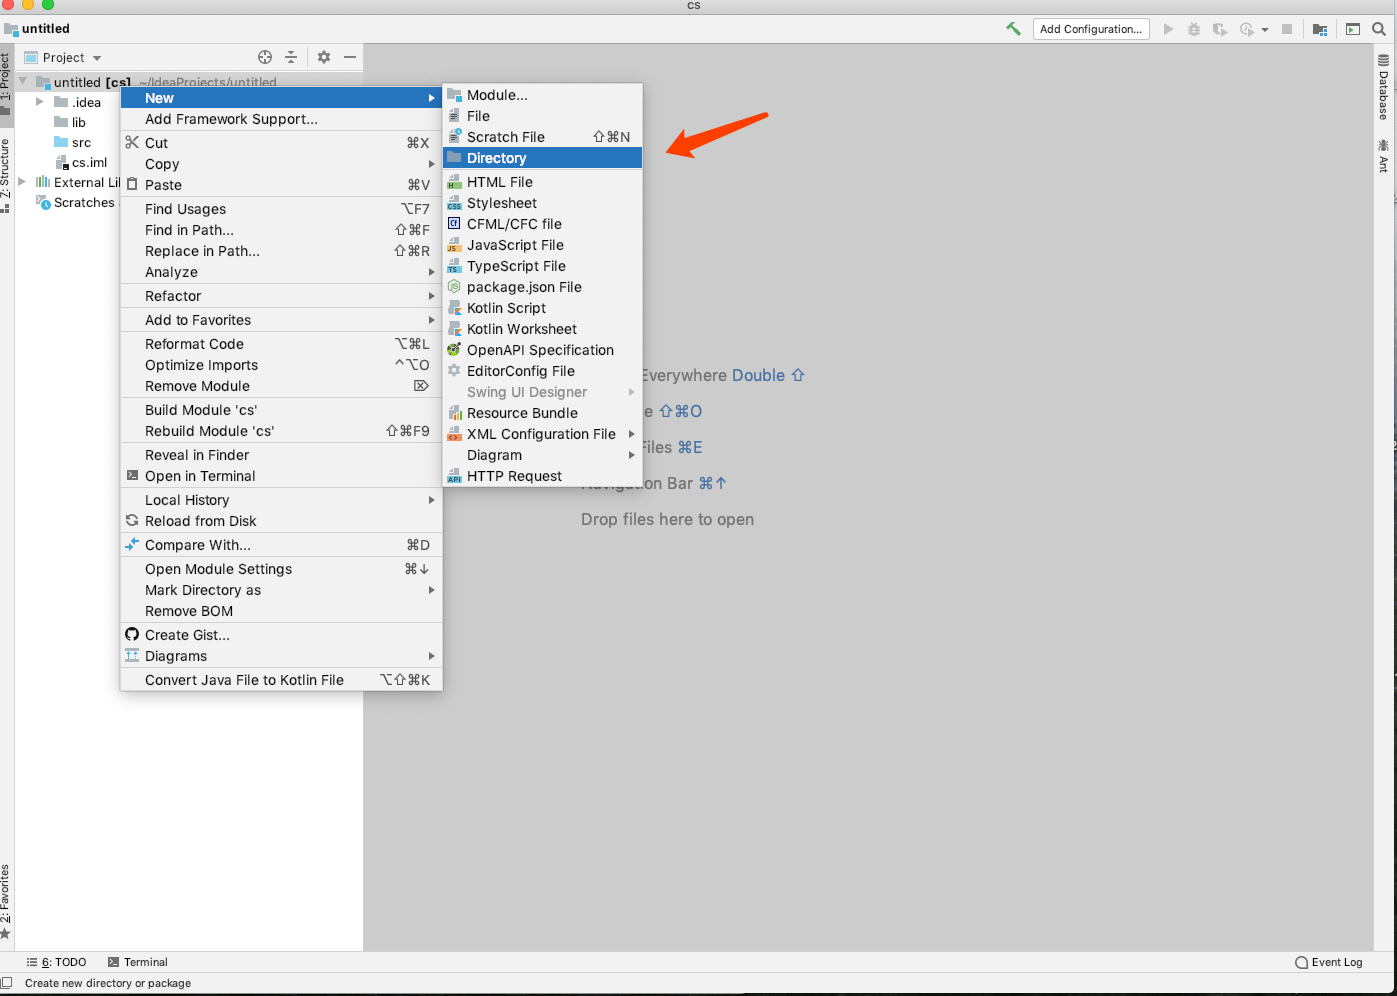 cs
untitled
Add Configuration...
Project
1: Project
untitled [cs] ~/IdeaProjects/untitled
.idea
lib
src
cs.iml
External Li
Scratches
7: Structure
2: Favorites
New
Add Framework Support...
Cut ⌘X
Copy
Paste ⌘V
Find Usages ⌥F7
Find in Path... ⇧⌘F
Replace in Path... ⇧⌘R
Analyze
Refactor
Add to Favorites
Reformat Code ⌥⌘L
Optimize Imports ^⌥O
Remove Module ⌦
Build Module 'cs'
Rebuild Module 'cs' ⇧⌘F9
Reveal in Finder
Open in Terminal
Local History
Reload from Disk
Compare With... ⌘D
Open Module Settings ⌘↓
Mark Directory as
Remove BOM
Create Gist...
Diagrams
Convert Java File to Kotlin File ⌥⇧⌘K
Module...
File
Scratch File ⇧⌘N
Directory
HTML File
Stylesheet
CFML/CFC file
JavaScript File
TypeScript File
package.json File
Kotlin Script
Kotlin Worksheet
OpenAPI Specification
EditorConfig File
Swing UI Designer
Resource Bundle
XML Configuration File
Diagram
HTTP Request
Everywhere Double ⇧
e ⇧⌘O
Files ⌘E
Navigation Bar ⌘↑
Drop files here to open
Database
Ant
6: TODO
Terminal
Event Log
Create new directory or package